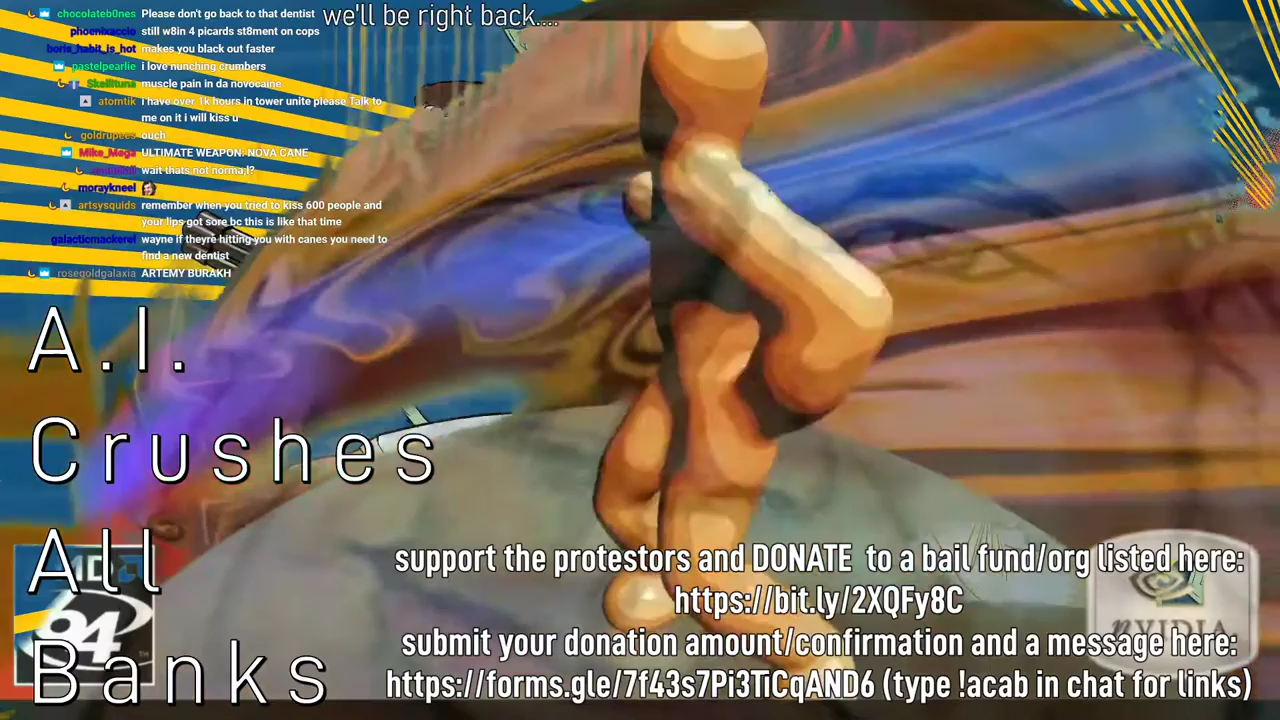 we'll be right back....
chocolateb0nes Please don't go back to that dentist
phoenixaccio still w8in 4 picards st8ment on cops
boris_habit_is_hot makes you black out faster
pastelpearlie i love nunching crumbers
Skellituna muscle pain in da novocaine
atomtik i have over 1k hours in tower unite please Talk to
me on it i will kiss u
goldrupees ouch
Mike_Mega ULTIMATE WEAPON: NOVA CANE
wait thats not norma;l?
moraykneel
artsysquids remember when you tried to kiss 600 people and
your lips got sore bc this is like that time
galacticmackerel wayne if theyre hitting you with canes you need to
find a new dentist
rosegoldgalaxia ARTEMY BURAKH
A.I.
Crushes
All
Banks
64
nVIDIA
support the protestors and DONATE to a bail fund/org listed here:
https://bit.ly/2XQFy8C
submit your donation amount/confirmation and a message here:
https://forms.gle/7f43s7Pi3TiCqAND6 (type !acab in chat for links)